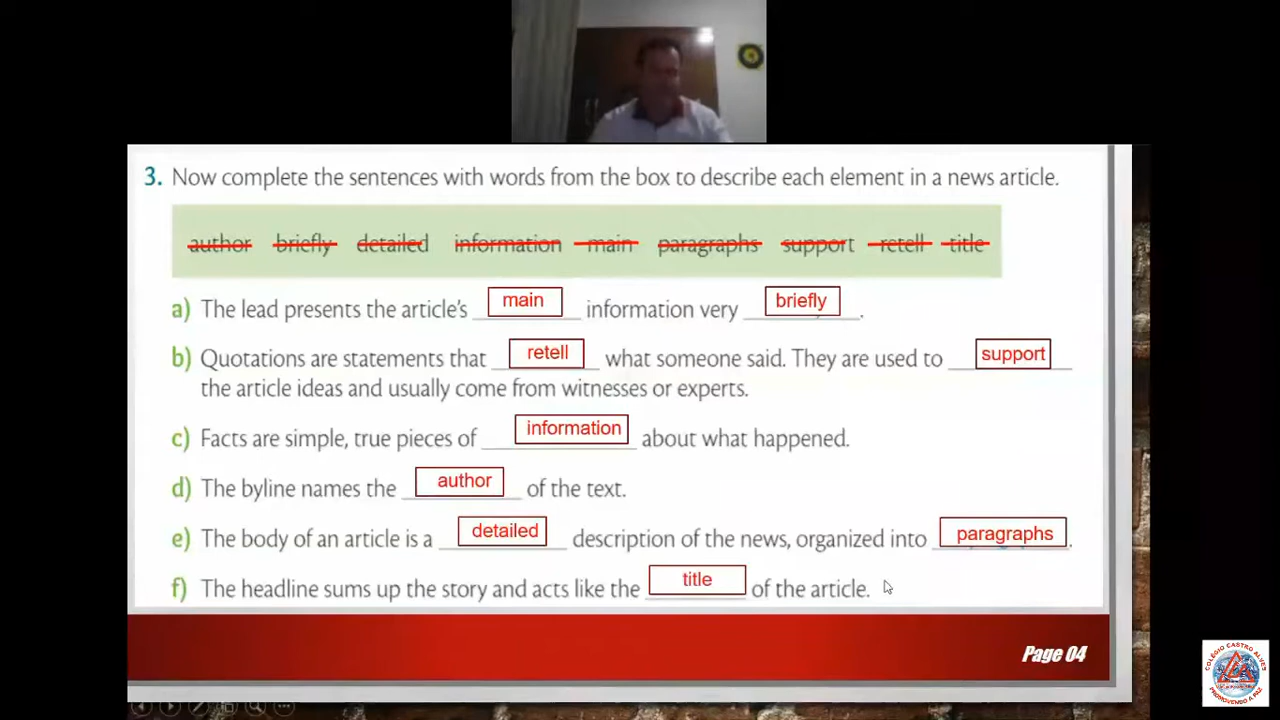 3. Now complete the sentences with words from the box to describe each element in a news article.
author briefly detailed information main paragraphs support retell title
a) The lead presents the article's main information very briefly.
b) Quotations are statements that retell what someone said. They are used to support
the article ideas and usually come from witnesses or experts.
c) Facts are simple, true pieces of information about what happened.
d) The byline names the author of the text.
e) The body of an article is a detailed description of the news, organized into paragraphs.
f) The headline sums up the story and acts like the title of the article.
Page 04
COLÉGIO CASTRO ALVES
PROMOVENDO A PAZ